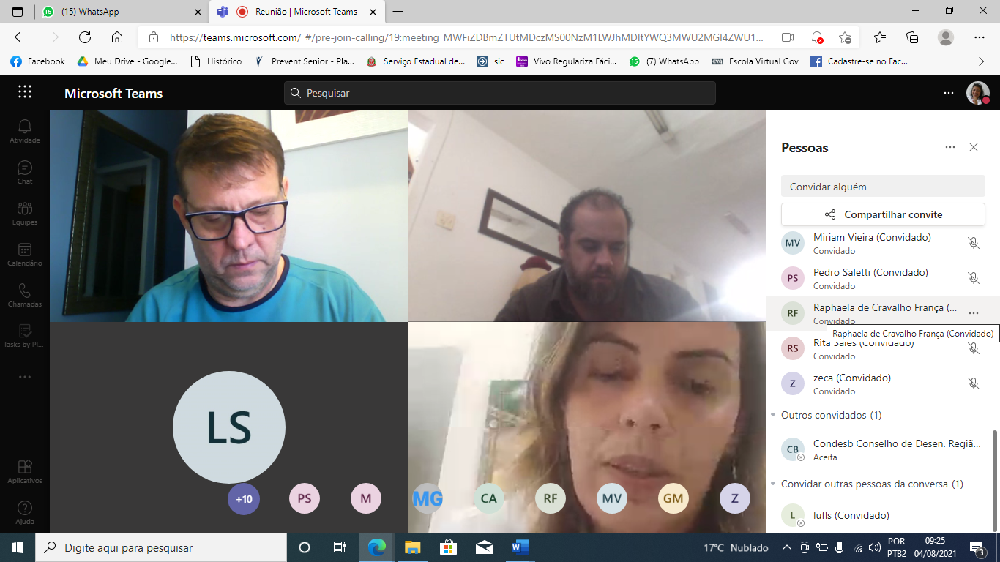 (15) WhatsApp
Reunião | Microsoft Teams
https://teams.microsoft.com/_#/pre-join-calling/19:meeting_MWFiZDBmZTUtMDczMS00NzM1LWJhMDItYWQ3MWU2MGI4ZWU1...
Facebook
Meu Drive - Google...
Histórico
Prevent Senior - Pla...
Serviço Estadual de...
sic
Vivo Regulariza Fáci...
(7) WhatsApp
EVG
Escola Virtual Gov
Cadastre-se no Fac...
Microsoft Teams
Pesquisar
Atividade
Chat
Equipes
Calendário
Chamadas
Tasks by Pl...
Aplicativos
Ajuda
LS
+10
PS
M
MG
CA
RF
MV
GM
Z
Pessoas
Convidar alguém
Compartilhar convite
MV
Miriam Vieira (Convidado)
Convidado
PS
Pedro Saletti (Convidado)
Convidado
RF
Raphaela de Cravalho França (...
Convidado
Raphaela de Cravalho França (Convidado)
RS
Rita Sales (Convidado)
Convidado
Z
zeca (Convidado)
Convidado
Outros convidados (1)
CB
Condesb Conselho de Desen. Regiã...
Aceita
Convidar outras pessoas da conversa (1)
L
lufls (Convidado)
Digite aqui para pesquisar
17°C Nublado
POR
PTB2
09:25
04/08/2021
3